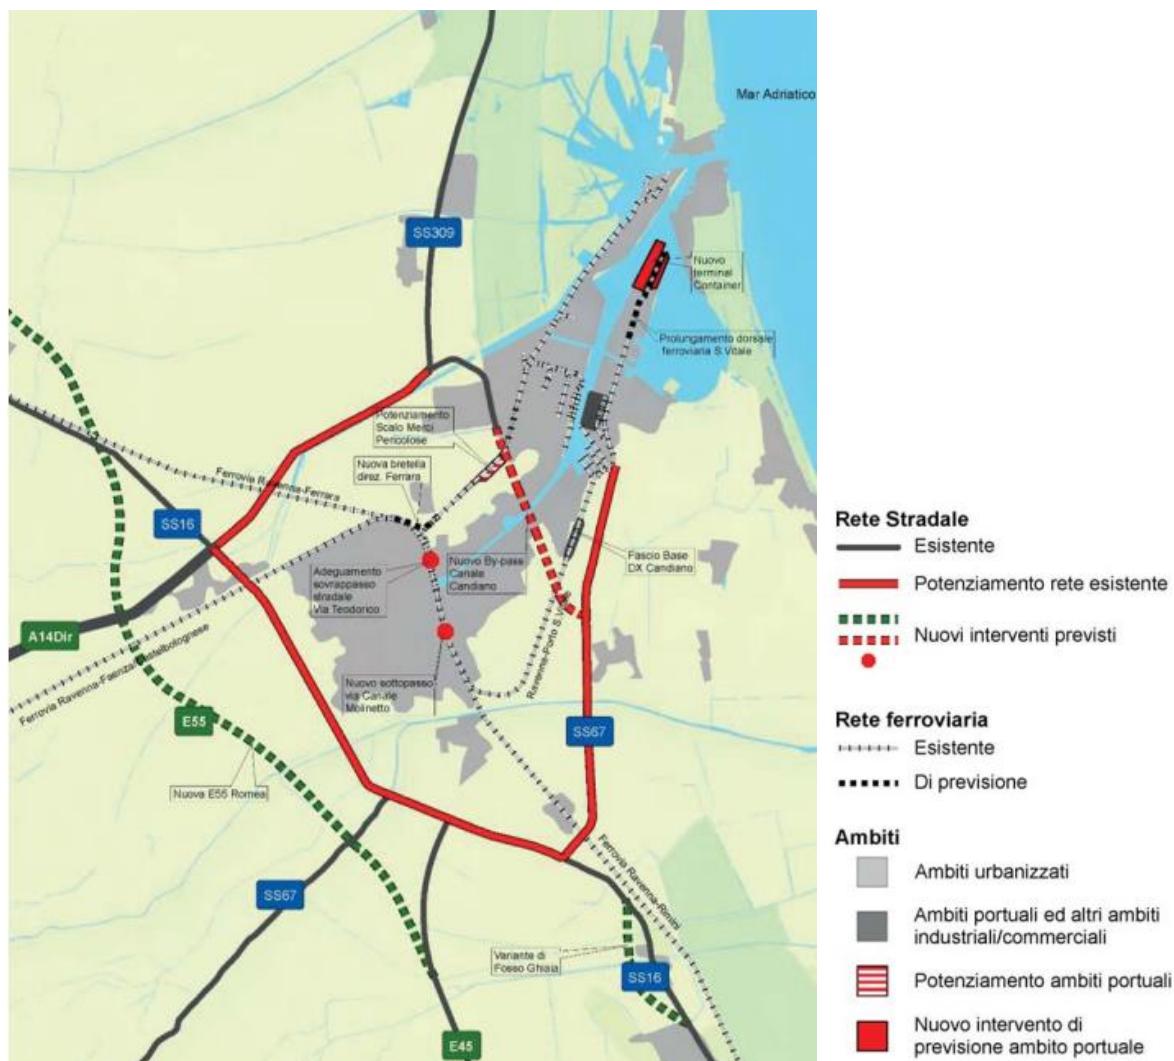 Mar Adriatico
SS309
Nuovo
terminal
Container
Prolungamento dorsale
ferroviaria S.Vitale
Potenziamento
Scalo Merci
Pericolose
Nuova bretella
direz. Ferrara
Ferrovia Ravenna-Ferrara
SS16
Adeguamento
sovrappasso
stradale
Via Teodorico
Nuovo By-pass
Canale
Candiano
Fascio Base
DX Candiano
A14Dir
Ferrovia Ravenna-Faenza-Castelbolognese
Nuovo sottopasso
via Canale
Molinetto
Ravenna-Porto S.Vitale
E55
SS67
Nuova E55 Romea
Ferrovia Ravenna-Rimini
SS67
Variante di
Fosso Ghiaia
SS16
E45
Rete Stradale
Esistente
Potenziamento rete esistente
Nuovi interventi previsti
Rete ferroviaria
Esistente
Di previsione
Ambiti
Ambiti urbanizzati
Ambiti portuali ed altri ambiti
industriali/commerciali
Potenziamento ambiti portuali
Nuovo intervento di
previsione ambito portuale